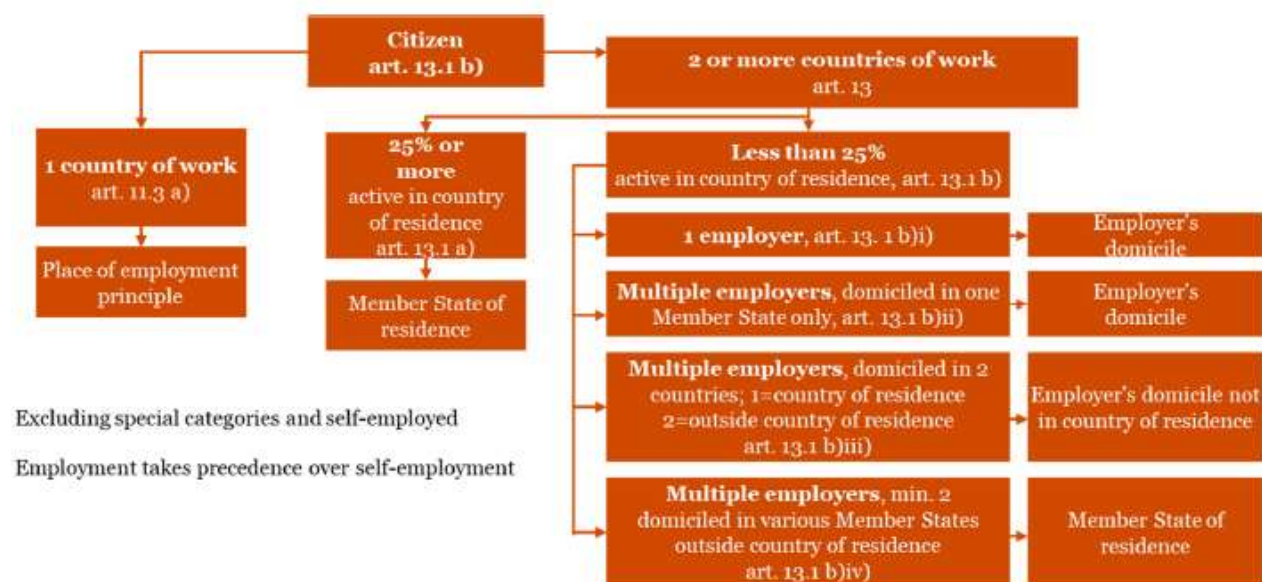 Citizen
art. 13.1 b)
2 or more countries of work
art. 13
1 country of work
art. 11.3 a)
Place of employment
principle
25% or
more
active in country
of residence
art. 13.1 a)
Member State of
residence
Less than 25%
active in country of residence, art. 13.1 b)
1 employer, art. 13. 1 b)i)
Employer's
domicile
Multiple employers, domiciled in one
Member State only, art. 13.1 b)ii)
Employer's
domicile
Multiple employers, domiciled in 2
countries; 1=country of residence
2=outside country of residence
art. 13.1 b)iii)
Employer's domicile not
in country of residence
Multiple employers, min. 2
domiciled in various Member States
outside country of residence
art. 13.1 b)iv)
Member State of
residence
Excluding special categories and self-employed
Employment takes precedence over self-employment